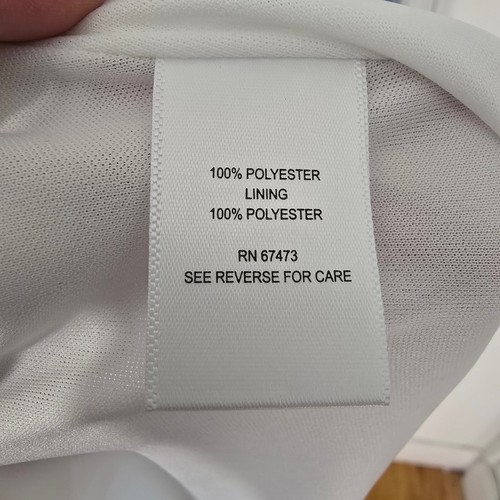 100% POLYESTER
LINING
100% POLYESTER
RN 67473
SEE REVERSE FOR CARE